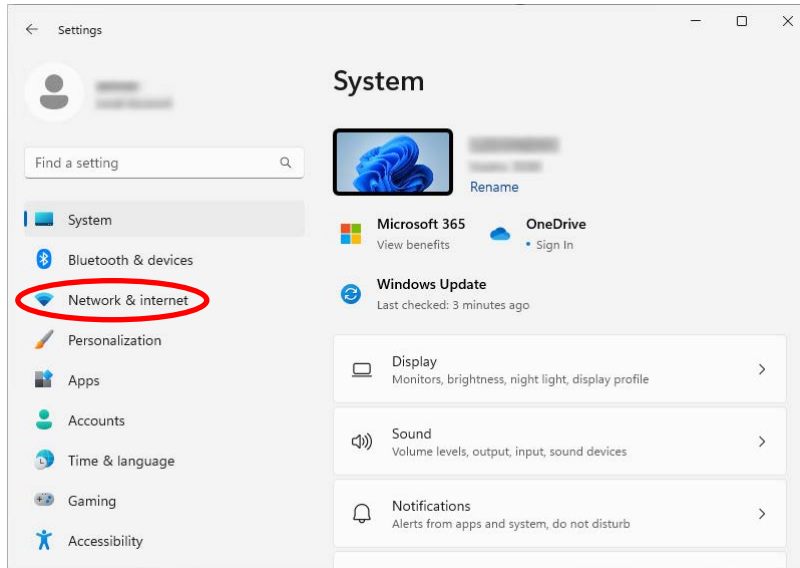 Settings
Find a setting
System
Bluetooth & devices
Network & internet
Personalization
Apps
Accounts
Time & language
Gaming
Accessibility
System
Rename
Microsoft 365
View benefits
OneDrive
• Sign In
Windows Update
Last checked: 3 minutes ago
Display
Monitors, brightness, night light, display profile
Sound
Volume levels, output, input, sound devices
Notifications
Alerts from apps and system, do not disturb